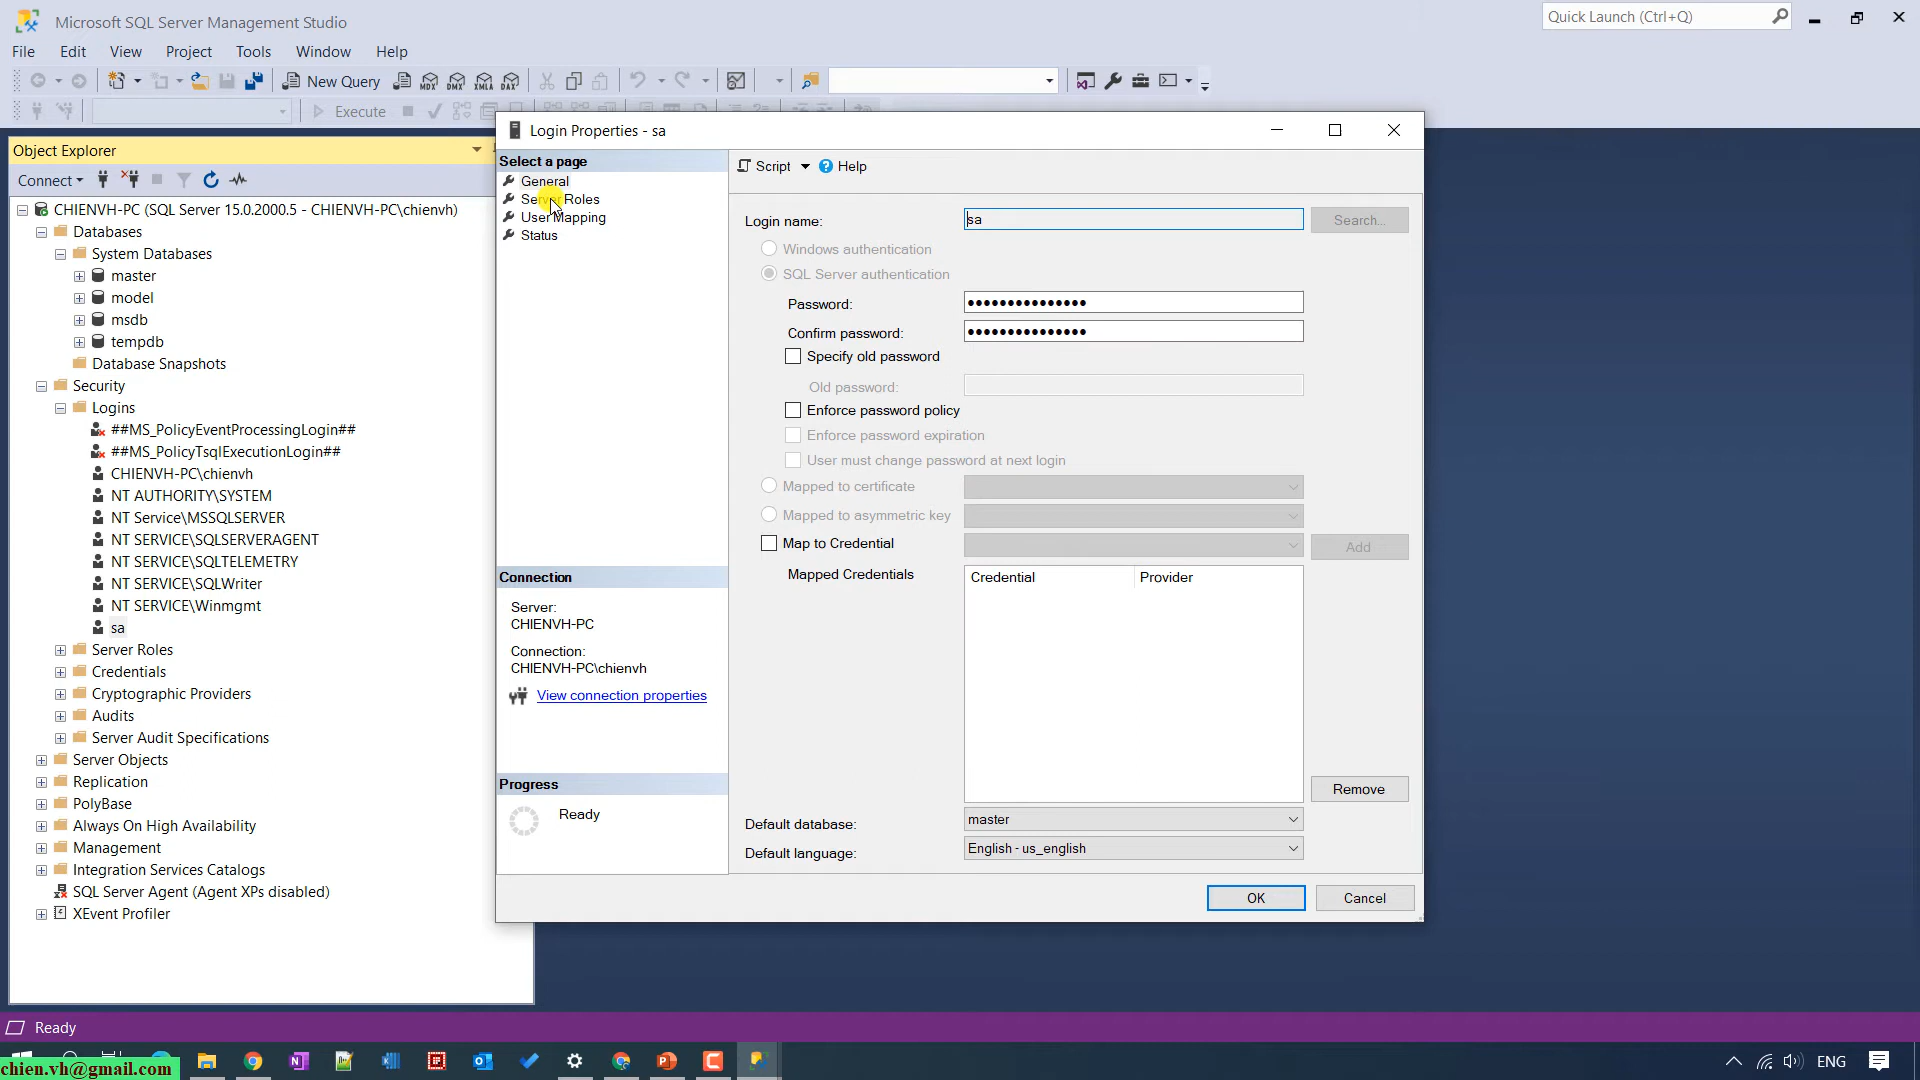 Microsoft SQL Server Management Studio
Quick Launch (Ctrl+Q)
File Edit View Project Tools Window Help
New Query
MDX DMX XMLA DAX
Execute
Object Explorer
Connect
CHIENVH-PC (SQL Server 15.0.2000.5 - CHIENVH-PC\chienvh)
Databases
System Databases
master
model
msdb
tempdb
Database Snapshots
Security
Logins
##MS_PolicyEventProcessingLogin##
##MS_PolicyTsqlExecutionLogin##
CHIENVH-PC\chienvh
NT AUTHORITY\SYSTEM
NT Service\MSSQLSERVER
NT SERVICE\SQLSERVERAGENT
NT SERVICE\SQLTELEMETRY
NT SERVICE\SQLWriter
NT SERVICE\Winmgmt
sa
Server Roles
Credentials
Cryptographic Providers
Audits
Server Audit Specifications
Server Objects
Replication
PolyBase
Always On High Availability
Management
Integration Services Catalogs
SQL Server Agent (Agent XPs disabled)
XEvent Profiler
Login Properties - sa
Select a page
General
Server Roles
User Mapping
Status
Connection
Server:
CHIENVH-PC
Connection:
CHIENVH-PC\chienvh
View connection properties
Progress
Ready
Script Help
Login name: sa Search...
Windows authentication
SQL Server authentication
Password: •••••••••••••••
Confirm password: •••••••••••••••
Specify old password
Old password:
Enforce password policy
Enforce password expiration
User must change password at next login
Mapped to certificate
Mapped to asymmetric key
Map to Credential Add
Mapped Credentials Credential Provider
Remove
Default database: master
Default language: English - us_english
OK Cancel
Ready
chien.vh@gmail.com
ENG